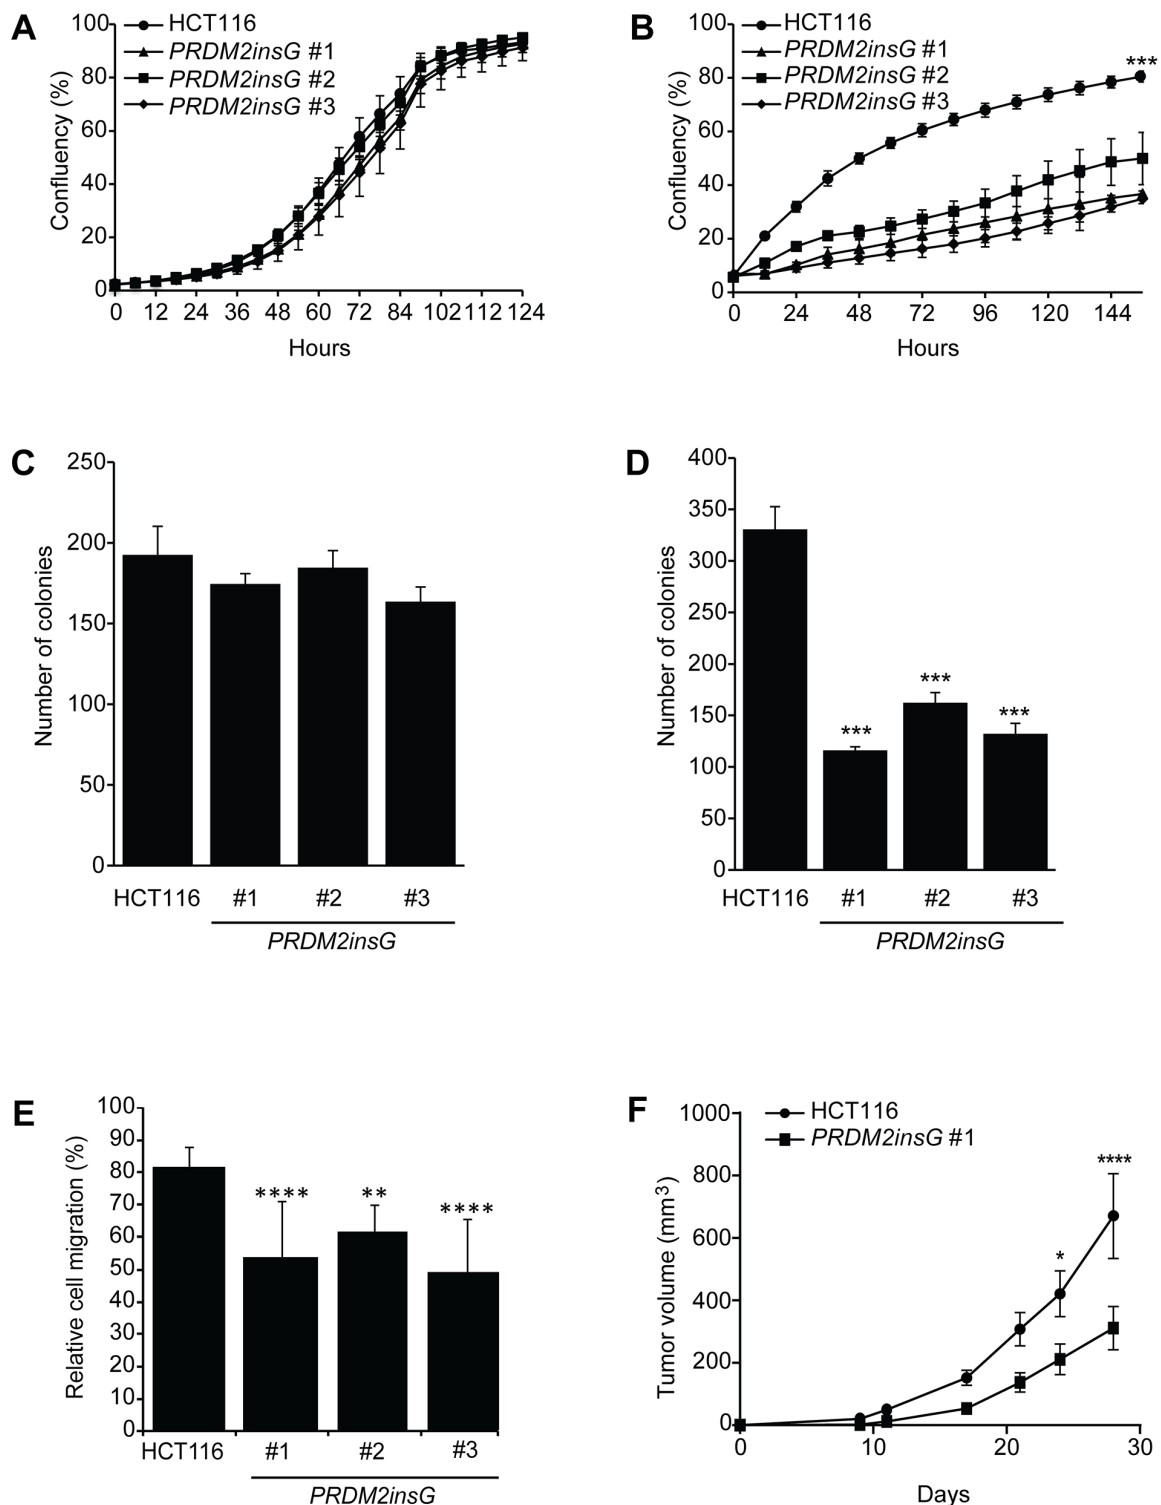 A
100
80
60
40
20
0
Confluency (%)
HCT116
PRDM2insG #1
PRDM2insG #2
PRDM2insG #3
0 12 24 36 48 60 72 84 102 112 124
Hours
B
100
80
60
40
20
0
Confluency (%)
HCT116
PRDM2insG #1
PRDM2insG #2
PRDM2insG #3
***
0 24 48 72 96 120 144
Hours
C
250
200
150
100
50
0
Number of colonies
HCT116 #1 #2 #3
PRDM2insG
D
400
350
300
250
200
150
100
50
0
Number of colonies
*** *** ***
HCT116 #1 #2 #3
PRDM2insG
E
100
90
80
70
60
50
40
30
20
10
0
Relative cell migration (%)
**** ** ****
HCT116 #1 #2 #3
PRDM2insG
F
1000
800
600
400
200
0
Tumor volume (mm³)
HCT116
PRDM2insG #1
****
*
0 10 20 30
Days